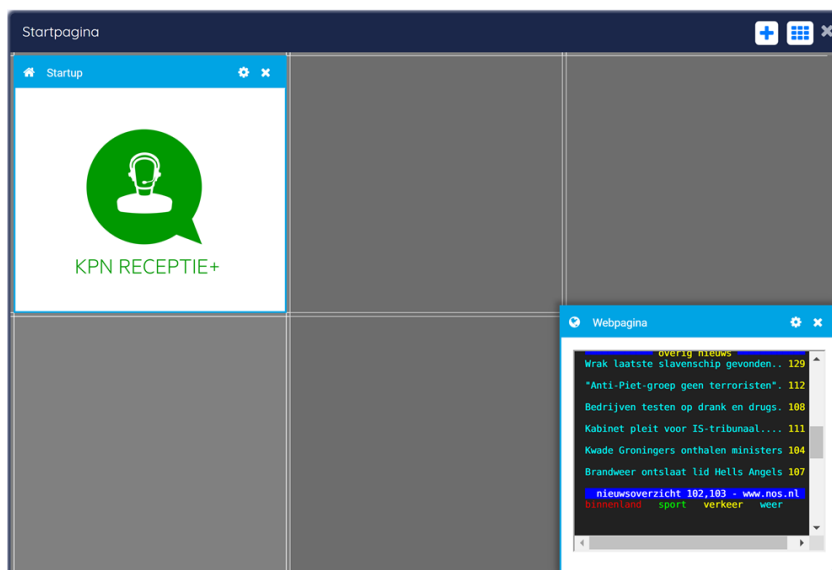 Startpagina
Startup
KPN RECEPTIE+
Webpagina
overig nieuws
Wrak laatste slavenschip gevonden.. 129
"Anti-Piet-groep geen terroristen". 112
Bedrijven testen op drank en drugs. 108
Kabinet pleit voor IS-tribunaal.... 111
Kwade Groningers onthalen ministers 104
Brandweer ontslaat lid Hells Angels 107
nieuwsoverzicht 102,103 - www.nos.nl
binnenland sport verkeer weer